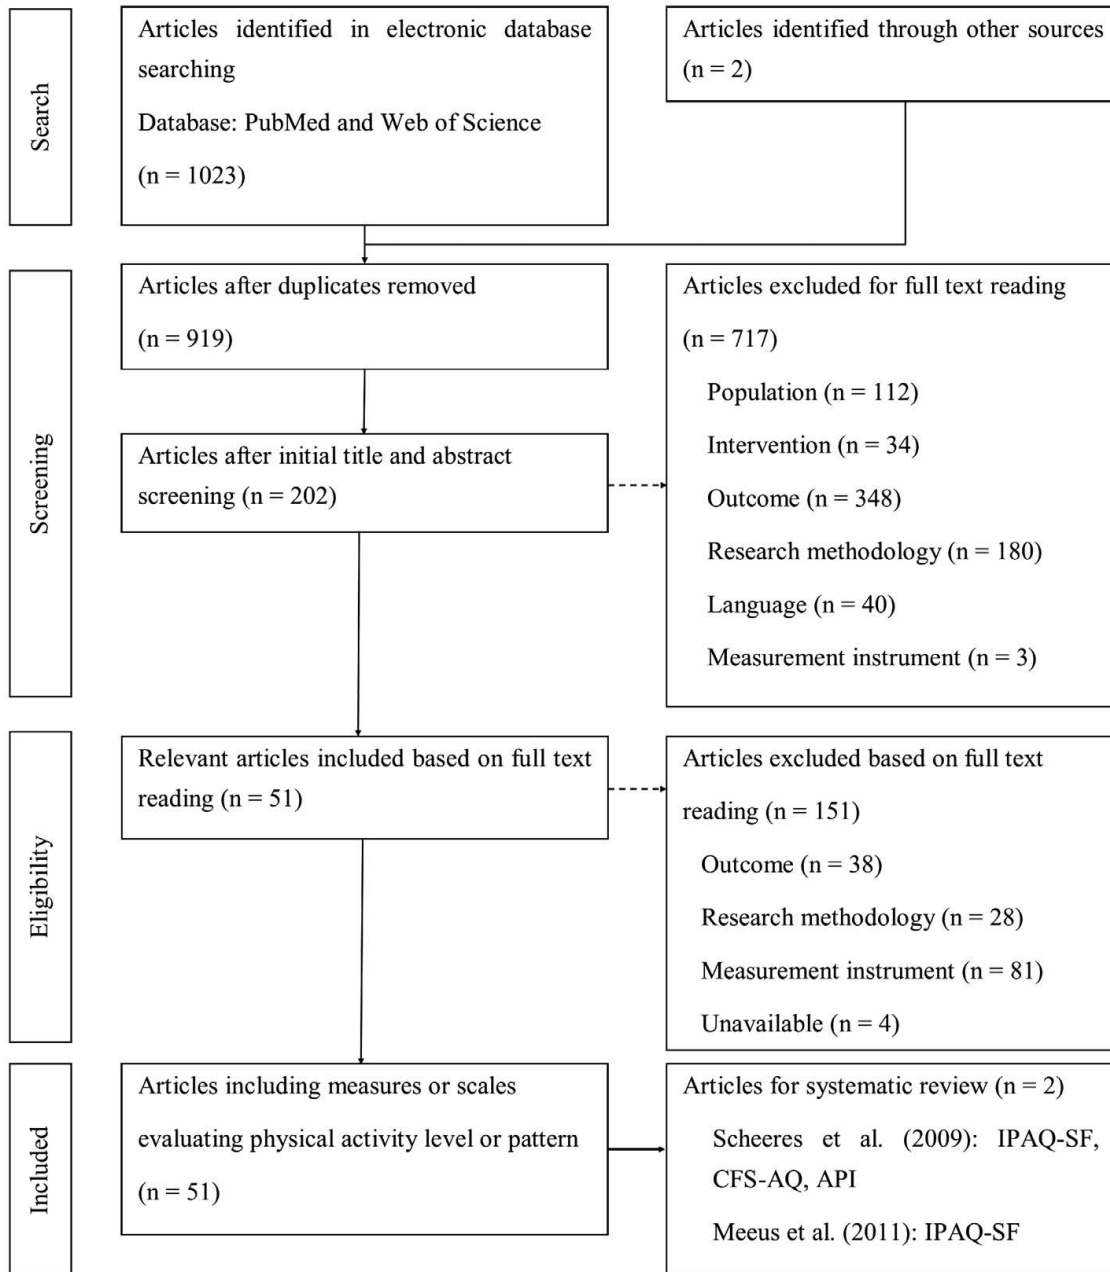 Search
Articles identified in electronic database
searching
Database: PubMed and Web of Science
(n = 1023)
Articles identified through other sources
(n = 2)
Screening
Articles after duplicates removed
(n = 919)
Articles after initial title and abstract
screening (n = 202)
Articles excluded for full text reading
(n = 717)
Population (n = 112)
Intervention (n = 34)
Outcome (n = 348)
Research methodology (n = 180)
Language (n = 40)
Measurement instrument (n = 3)
Eligibility
Relevant articles included based on full text
reading (n = 51)
Articles excluded based on full text
reading (n = 151)
Outcome (n = 38)
Research methodology (n = 28)
Measurement instrument (n = 81)
Unavailable (n = 4)
Included
Articles including measures or scales
evaluating physical activity level or pattern
(n = 51)
Articles for systematic review (n = 2)
Scheeres et al. (2009): IPAQ-SF,
CFS-AQ, API
Meeus et al. (2011): IPAQ-SF